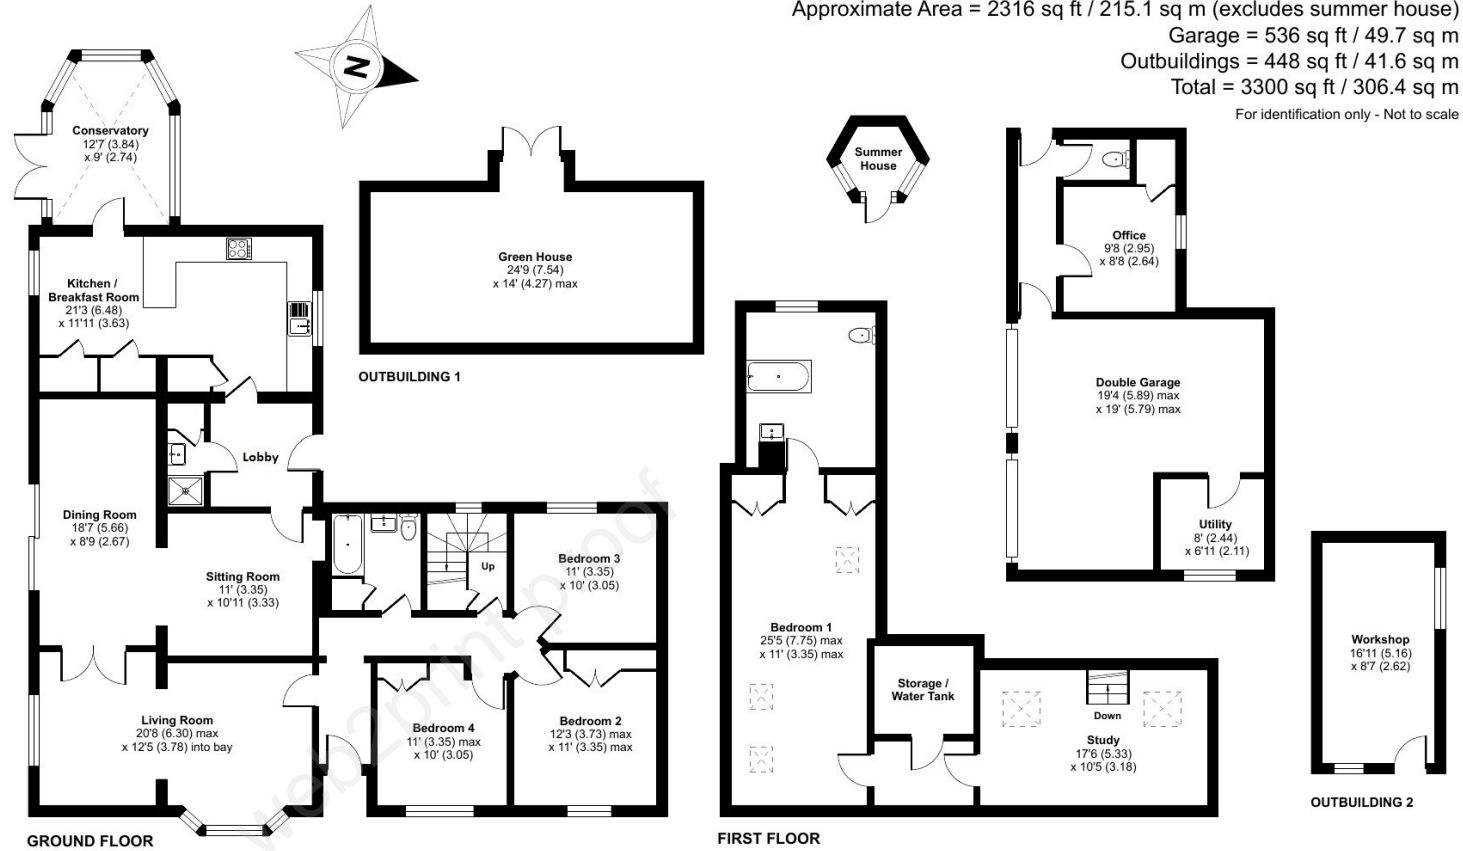 Approximate Area = 2316 sq ft / 215.1 sq m (excludes summer house)
Garage = 536 sq ft / 49.7 sq m
Outbuildings = 448 sq ft / 41.6 sq m
Total = 3300 sq ft / 306.4 sq m
For identification only - Not to scale
N
Conservatory
12'7 (3.84)
x 9' (2.74)
Kitchen /
Breakfast Room
21'3 (6.48)
x 11'11 (3.63)
Lobby
Dining Room
18'7 (5.66)
x 8'9 (2.67)
Sitting Room
11' (3.35)
x 10'11 (3.33)
Up
Bedroom 3
11' (3.35)
x 10' (3.05)
Living Room
20'8 (6.30) max
x 12'5 (3.78) into bay
Bedroom 4
11' (3.35) max
x 10' (3.05)
Bedroom 2
12'3 (3.73) max
x 11' (3.35) max
GROUND FLOOR
Green House
24'9 (7.54)
x 14' (4.27) max
OUTBUILDING 1
Summer
House
Office
9'8 (2.95)
x 8'8 (2.64)
Double Garage
19'4 (5.89) max
x 19' (5.79) max
Utility
8' (2.44)
x 6'11 (2.11)
Bedroom 1
25'5 (7.75) max
x 11' (3.35) max
Storage /
Water Tank
Down
Study
17'6 (5.33)
x 10'5 (3.18)
FIRST FLOOR
Workshop
16'11 (5.16)
x 8'7 (2.62)
OUTBUILDING 2
web2print proof